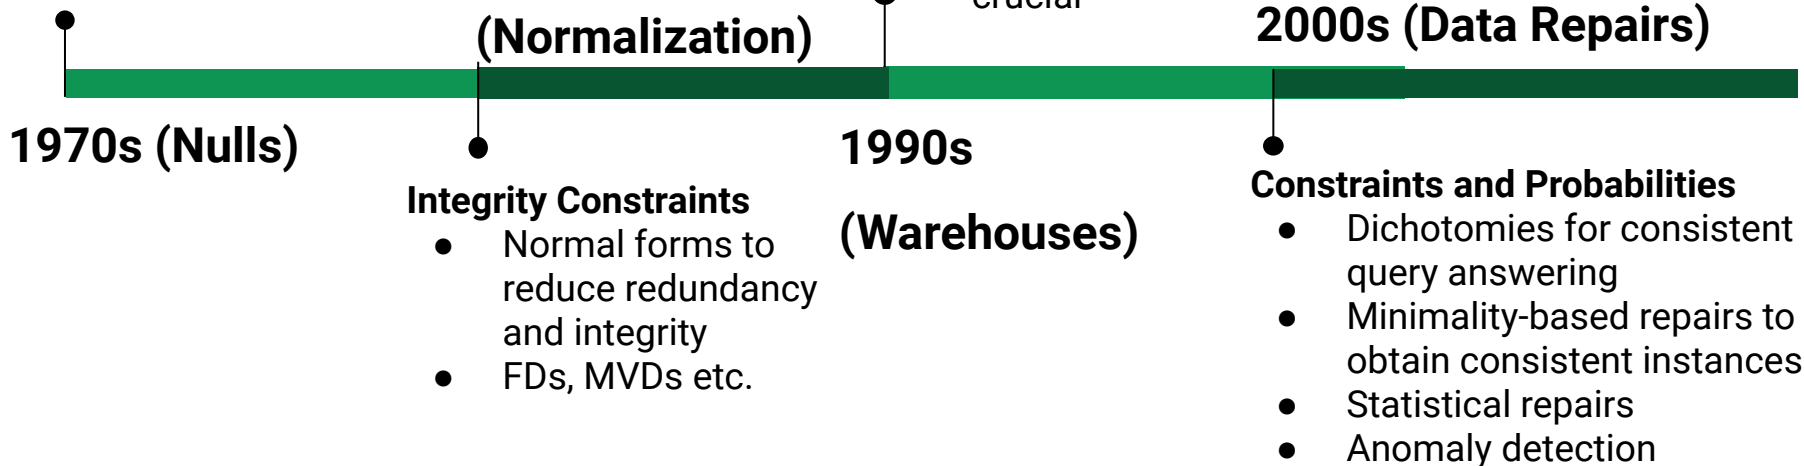 crucial
(Normalization)
2000s (Data Repairs)
1970s (Nulls)
1990s
(Warehouses)
Integrity Constraints
● Normal forms to
reduce redundancy
and integrity
● FDs, MVDs etc.
Constraints and Probabilities
● Dichotomies for consistent
query answering
● Minimality-based repairs to
obtain consistent instances
● Statistical repairs
● Anomaly detection